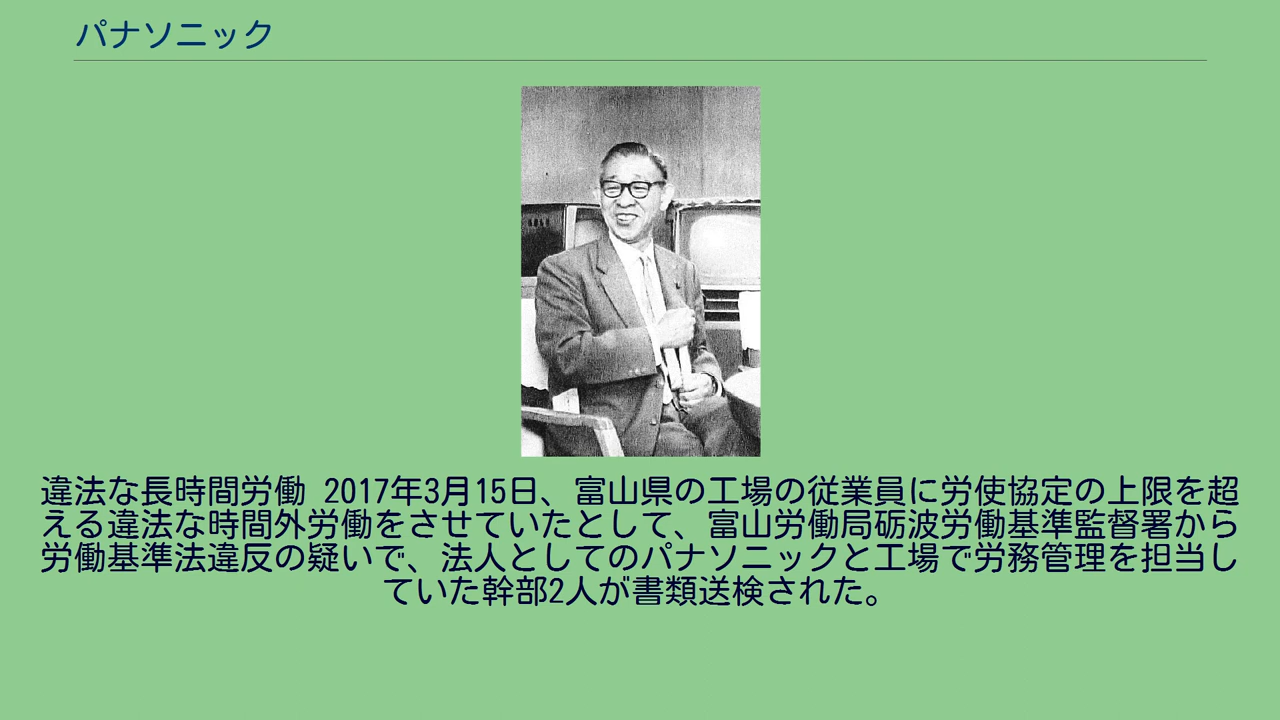 パナソニック
違法な長時間労働 2017年3月15日、富山県の工場の従業員に労使協定の上限を超
える違法な時間外労働をさせていたとして、富山労働局砺波労働基準監督署から
労働基準法違反の疑いで、法人としてのパナソニックと工場で労務管理を担当し
ていた幹部2人が書類送検された。